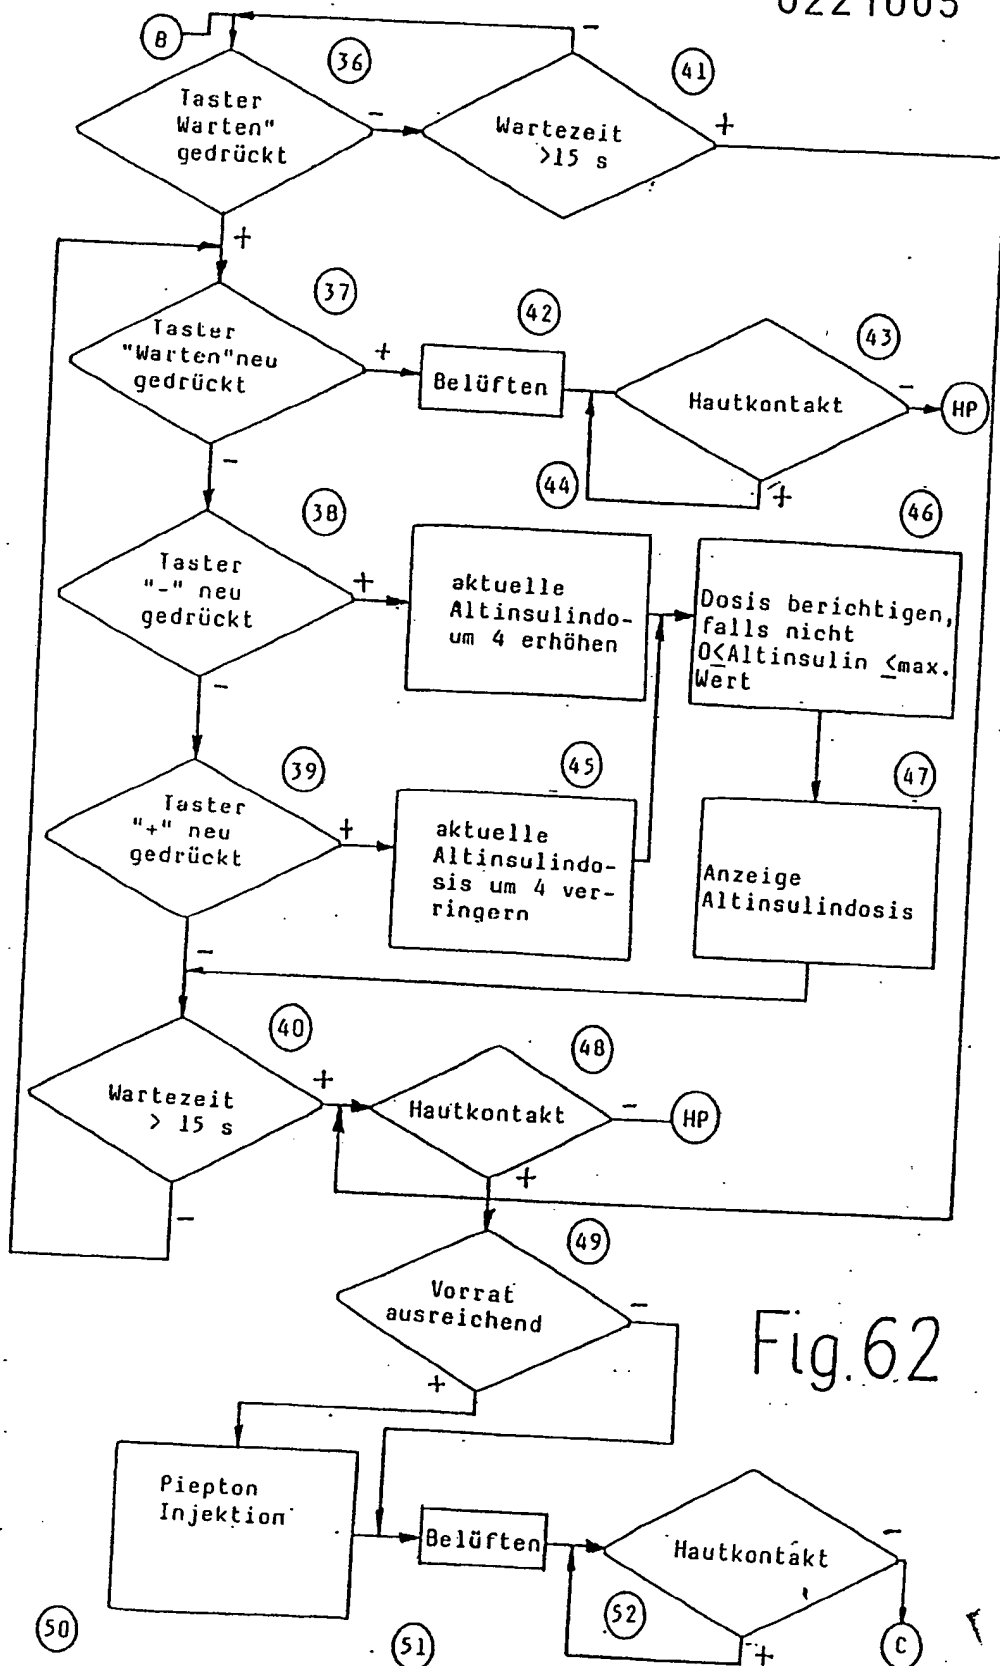 0221005
B
36
41
Taster
Warten"
gedrückt
-
-
Wartezeit
>15 s
+
+
37
42
43
Taster
"Warten"neu
gedrückt
+
Belüften
Hautkontakt
-
HP
-
44
+
38
46
Taster
"-" neu
gedrückt
+
aktuelle
Altinsulindo-
um 4 erhöhen
Dosis berichtigen,
falls nicht
0≤Altinsulin ≤max.
Wert
-
39
45
47
Taster
"+" neu
gedrückt
+
aktuelle
Altinsulindo-
sis um 4 ver-
ringern
Anzeige
Altinsulindosis
-
40
48
Wartezeit
> 15 s
+
Hautkontakt
-
HP
+
-
49
Vorrat
ausreichend
-
+
Fig.62
Piepton
Injektion
Belüften
Hautkontakt
-
50
51
52
+
C